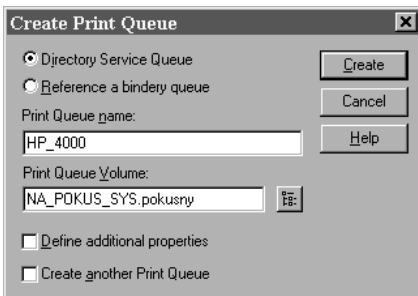 Create Print Queue
Directory Service Queue
Create
Reference a bindery queue
Cancel
Print Queue name:
HP_4000
Help
Print Queue Volume:
NA_POKUS_SYS.pokusny
Define additional properties
Create another Print Queue